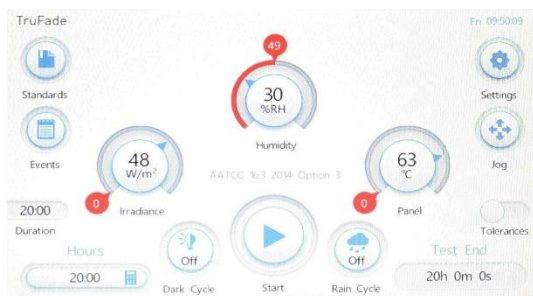 TruFade
Fri 09:50:09
49
30
%RH
Humidity
Standards
Settings
Events
Jog
48
W/m²
0
Irradiance
AATCC 16.3 2014 Option 3
63
°C
0
Panel
20:00
Duration
Tolerances
Hours
20:00
Off
Dark Cycle
Start
Off
Rain Cycle
Test End
20h 0m 0s